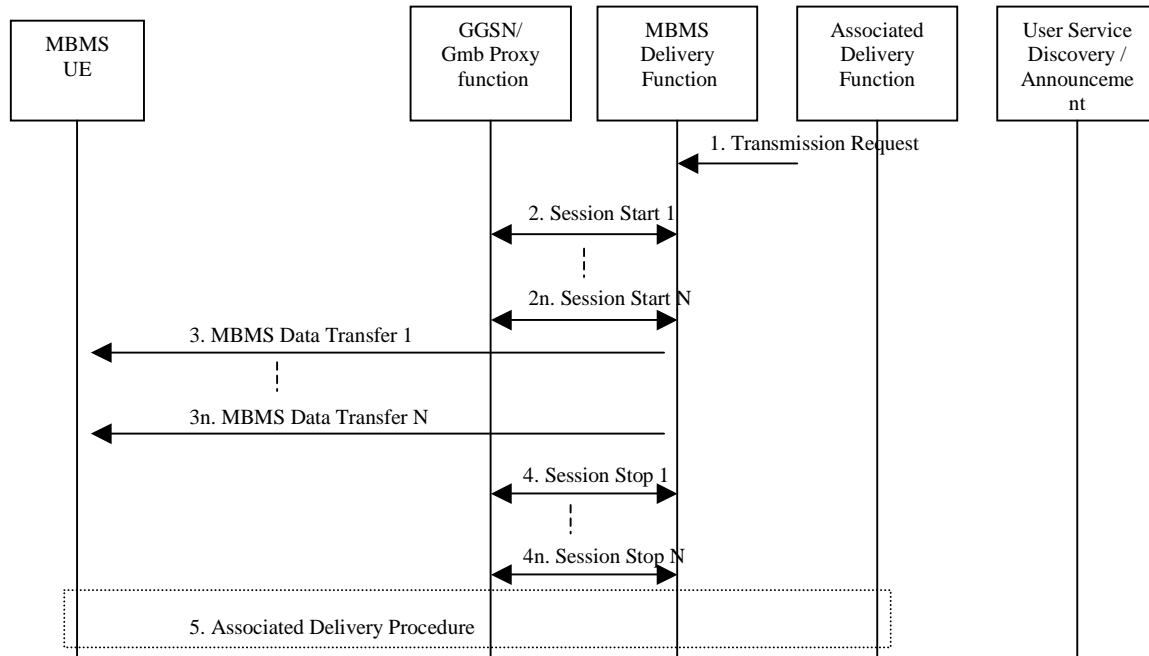 MBMS
UE
GGSN/
Gmb Proxy
function
MBMS
Delivery
Function
Associated
Delivery
Function
User Service
Discovery /
Announceme
nt
1. Transmission Request
2. Session Start 1
2n. Session Start N
3. MBMS Data Transfer 1
3n. MBMS Data Transfer N
4. Session Stop 1
4n. Session Stop N
5. Associated Delivery Procedure